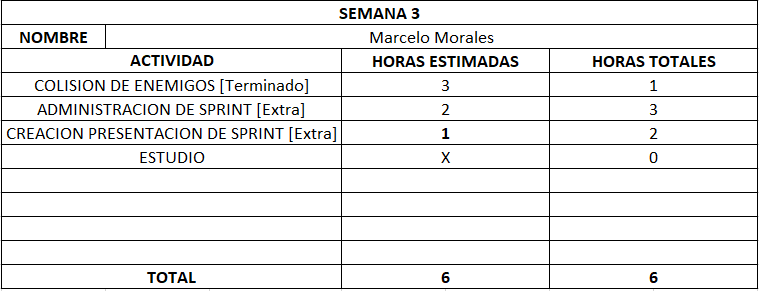 SEMANA 3
NOMBRE Marcelo Morales
ACTIVIDAD HORAS ESTIMADAS HORAS TOTALES
COLISION DE ENEMIGOS [Terminado] 3 1
ADMINISTRACION DE SPRINT [Extra] 2 3
CREACION PRESENTACION DE SPRINT [Extra] 1 2
ESTUDIO X 0
TOTAL 6 6